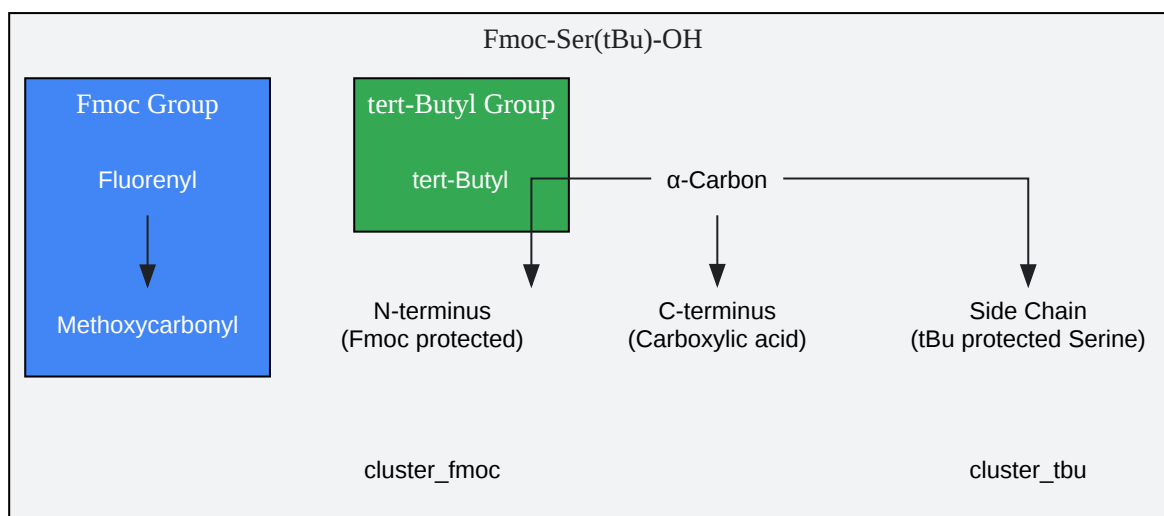 Fmoc-Ser(tBu)-OH
Fmoc Group
tert-Butyl Group
Fluorenyl
tert-Butyl
α-Carbon
Methoxycarbonyl
N-terminus
(Fmoc protected)
C-terminus
(Carboxylic acid)
Side Chain
(tBu protected Serine)
cluster_fmoc
cluster_tbu